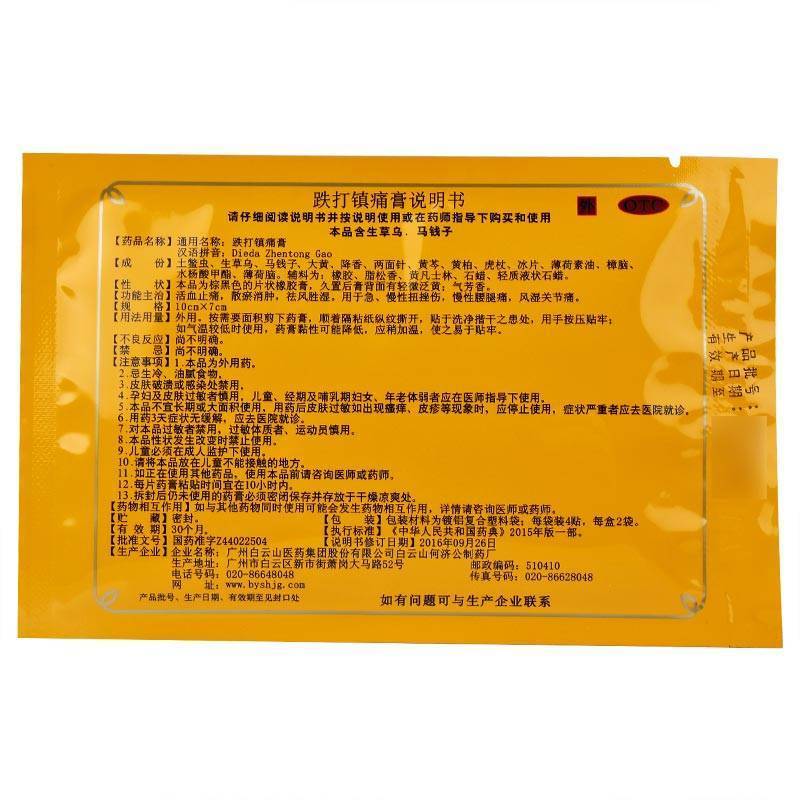 跌打镇痛膏说明书
外 OTC
请仔细阅读说明书并按说明使用或在药师指导下购买和使用
本品含生草乌、马钱子
【药品名称】通用名称：跌打镇痛膏
汉语拼音：Dieda Zhentong Gao
【成　份】土鳖虫、生草乌、马钱子、大黄、降香、两面针、黄芩、黄柏、虎杖、冰片、薄荷素油、樟脑、
水杨酸甲酯、薄荷脑。辅料为：橡胶、脂松香、黄凡士林、石蜡、轻质液状石蜡。
【性　状】本品为棕黑色的片状橡胶膏，久置后膏背面有轻微泛黄；气芳香。
【功能主治】活血止痛，散瘀消肿，祛风胜湿。用于急、慢性扭挫伤，慢性腰腿痛，风湿关节痛。
【规　格】10cm×7cm
【用法用量】外用。按需要面积剪下药膏，顺着隔粘纸纵纹撕开，贴于洗净揩干之患处，用手按压贴牢；
如气温较低时使用，药膏黏性可能降低，应稍加温，使之易于贴牢。
【不良反应】尚不明确。
【禁　忌】尚不明确。
【注意事项】1.本品为外用药。
2.忌生冷、油腻食物。
3.皮肤破溃或感染处禁用。
4.孕妇及皮肤过敏者慎用，儿童、经期及哺乳期妇女、年老体弱者应在医师指导下使用。
5.本品不宜长期或大面积使用，用药后皮肤过敏如出现瘙痒、皮疹等现象时，应停止使用，症状严重者应去医院就诊。
6.用药3天症状无缓解，应去医院就诊。
7.对本品过敏者禁用，过敏体质者、运动员慎用。
8.本品性状发生改变时禁止使用。
9.儿童必须在成人监护下使用。
10.请将本品放在儿童不能接触的地方。
11.如正在使用其他药品，使用本品前请咨询医师或药师。
12.每片药膏粘贴时间宜在10小时内。
13.拆封后仍未使用的药膏必须密闭保存并存放于干燥凉爽处。
【药物相互作用】如与其他药物同时使用可能会发生药物相互作用，详情请咨询医师或药师。
【贮　藏】密封。　【包　装】包装材料为镀铝复合塑料袋；每袋装4贴，每盒2袋。
【有 效 期】30个月。　【执行标准】《中华人民共和国药典》2015年版一部。
【批准文号】国药准字Z44022504　【说明书修订日期】2016年09月26日
【生产企业】企业名称：广州白云山医药集团股份有限公司白云山何济公制药厂
生产地址：广州市白云区新市街萧岗大马路52号　邮政编码：510410
电话号码：020-86648048　传真号码：020-86628048
网　址：www.byshjg.com
产品批号、生产日期、有效期至见封口处　如有问题可与生产企业联系
产品批号：
生产日期：
有效期至：